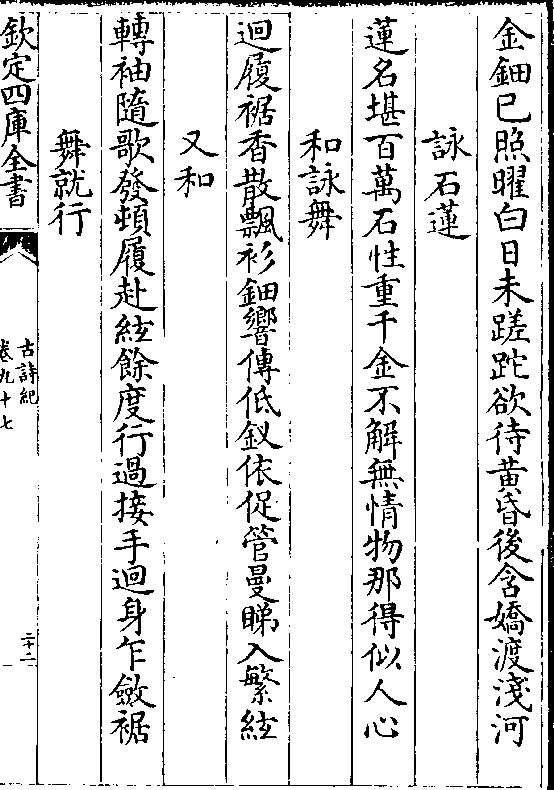 金鈿已照曜白日未蹉跎欲待黃昏後含嬌渡淺河
詠石蓮
蓮名堪百萬石性重千金不解無情物那得似人心
和詠舞
迴履裾香散飄衫鈿響傳低釵依促管曼睇入繁絃
又和
轉袖隨歌發頓履赴絃餘度行過接手迴身乍斂裾
舞就行
欽定四庫全書
古詩紀
卷九十七
三十二